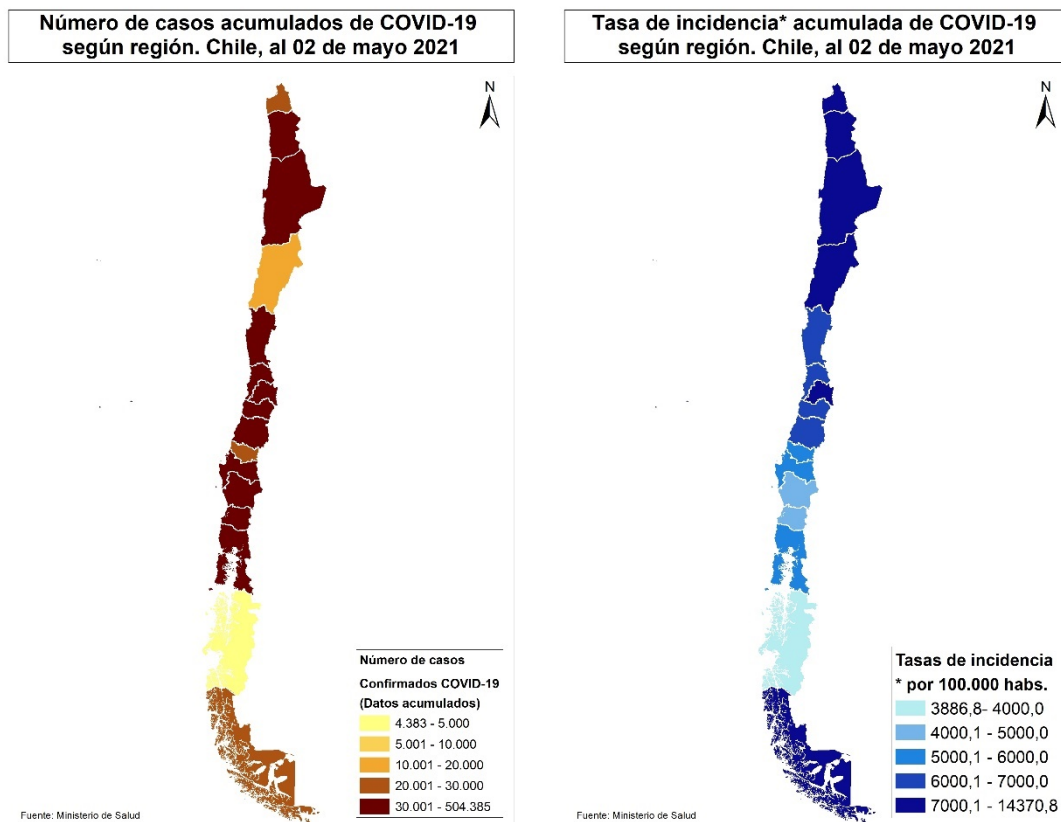 Número de casos acumulados de COVID-19
según región. Chile, al 02 de mayo 2021
N
Número de casos
Confirmados COVID-19
(Datos acumulados)
4.383 - 5.000
5.001 - 10.000
10.001 - 20.000
20.001 - 30.000
30.001 - 504.385
Fuente: Ministerio de Salud
Tasa de incidencia* acumulada de COVID-19
según región. Chile, al 02 de mayo 2021
N
Tasas de incidencia
* por 100.000 habs.
3886,8- 4000,0
4000,1 - 5000,0
5000,1 - 6000,0
6000,1 - 7000,0
7000,1 - 14370,8
Fuente: Ministerio de Salud